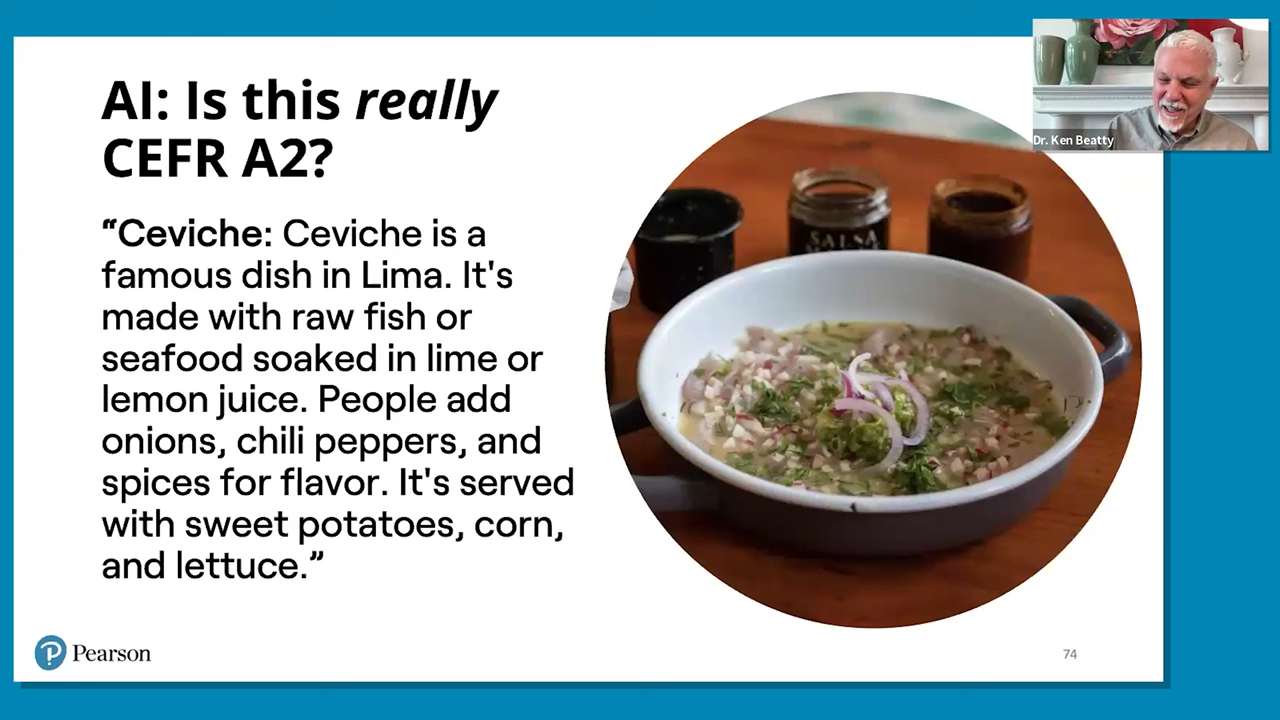 AI: Is this really
CEFR A2?
“Ceviche: Ceviche is a
famous dish in Lima. It's
made with raw fish or
seafood soaked in lime or
lemon juice. People add
onions, chili peppers, and
spices for flavor. It's served
with sweet potatoes, corn,
and lettuce.”
SALSA
Dr. Ken Beatty
P Pearson
74